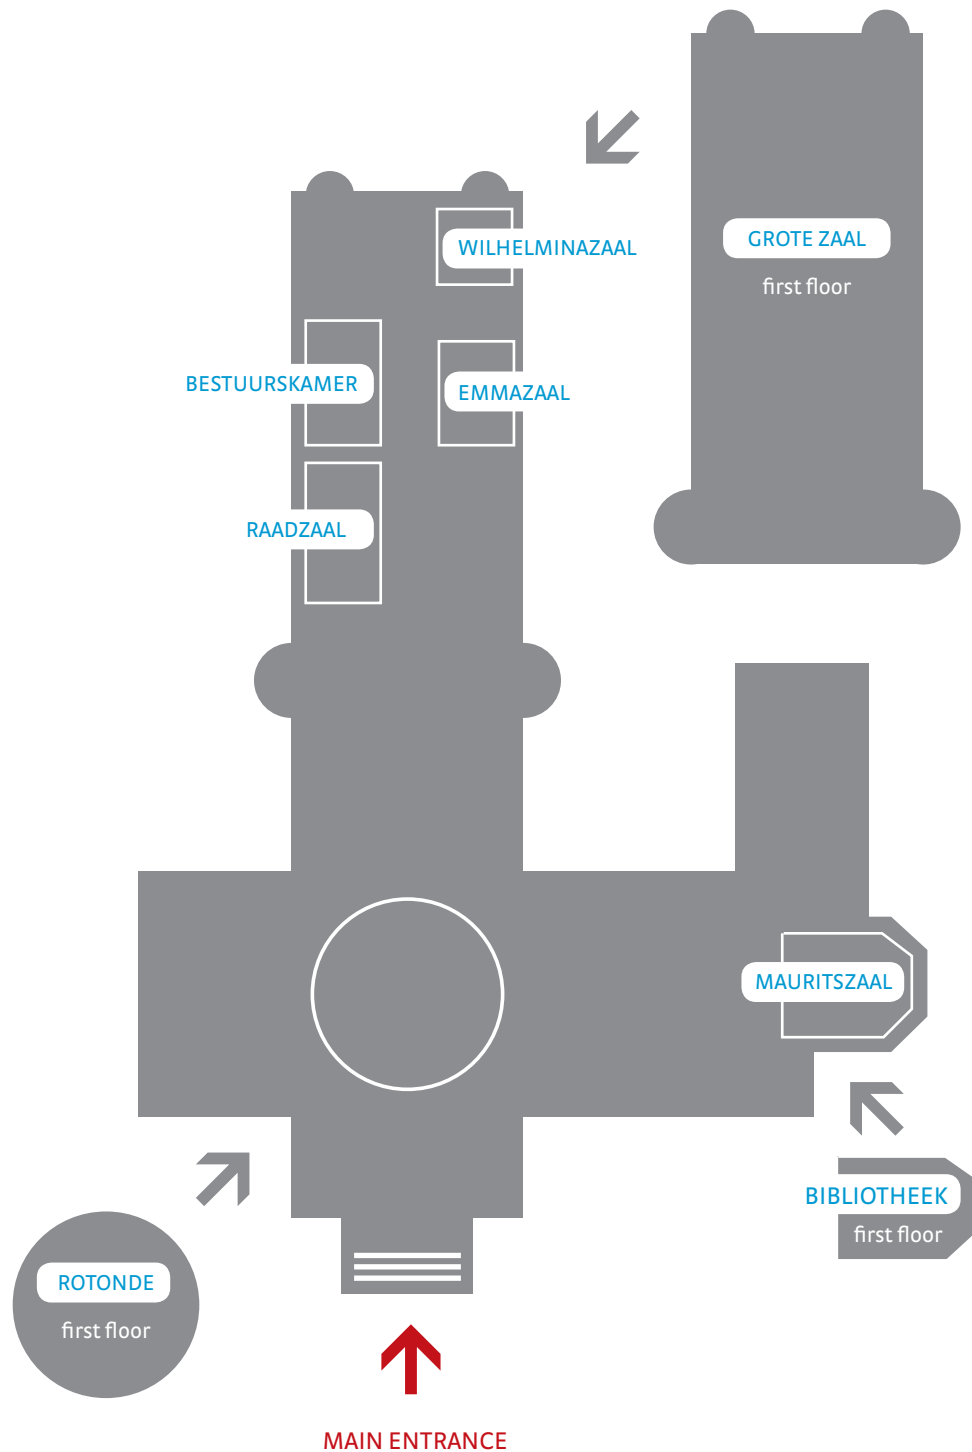 GROTE ZAAL
first floor
WILHELMINAZAAL
BESTUURSKAMER
EMMAZAAL
RAADZAAL
MAURITSZAAL
BIBLIOTHEEK
first floor
ROTONDE
first floor
MAIN ENTRANCE